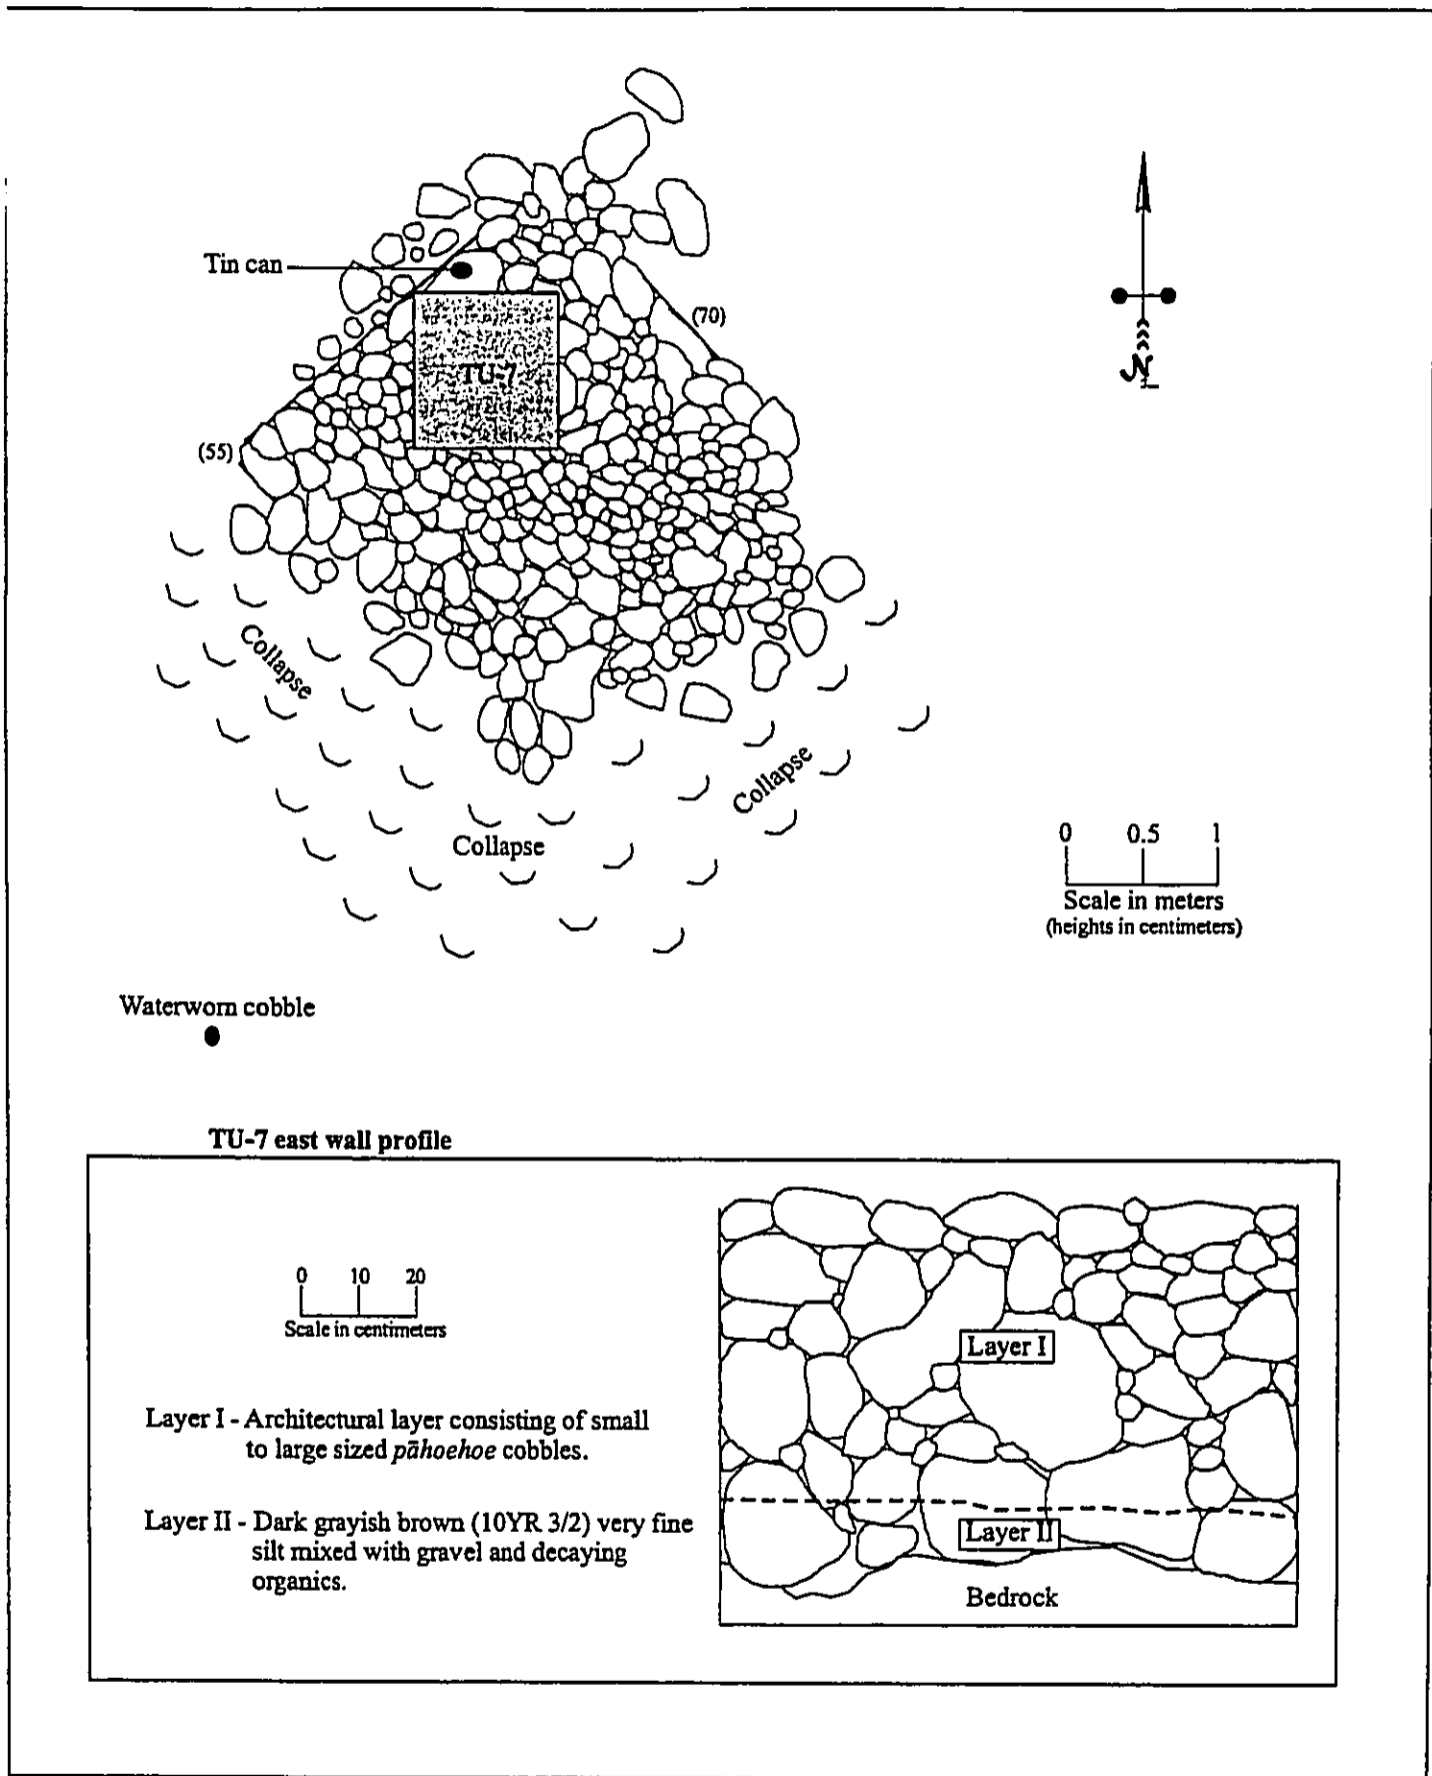 Tin can
(70)
TU-7
(55)
N
Collapse
Collapse
Collapse
0 0.5 1
Scale in meters
(heights in centimeters)
Waterworn cobble
TU-7 east wall profile
0 10 20
Scale in centimeters
Layer I
Layer I - Architectural layer consisting of small
to large sized pāhoehoe cobbles.
Layer II - Dark grayish brown (10YR 3/2) very fine
silt mixed with gravel and decaying
organics.
Layer II
Bedrock